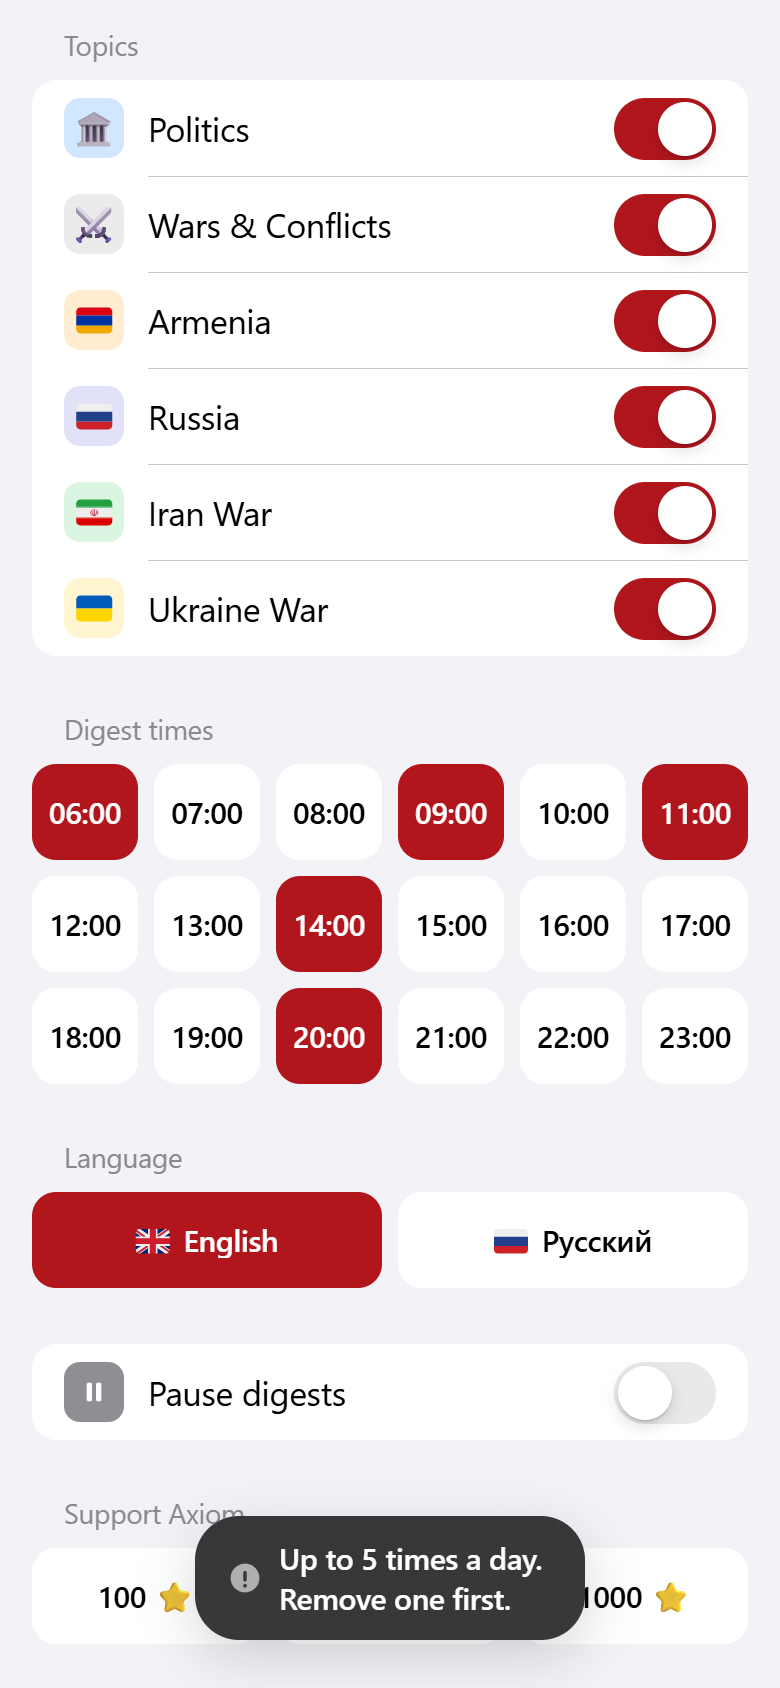 Topics
Politics
Wars & Conflicts
Armenia
Russia
Iran War
Ukraine War
Digest times
06:00 07:00 08:00 09:00 10:00 11:00
12:00 13:00 14:00 15:00 16:00 17:00
18:00 19:00 20:00 21:00 22:00 23:00
Language
English Русский
Pause digests
Support Axiom
100 1000
Up to 5 times a day.
Remove one first.